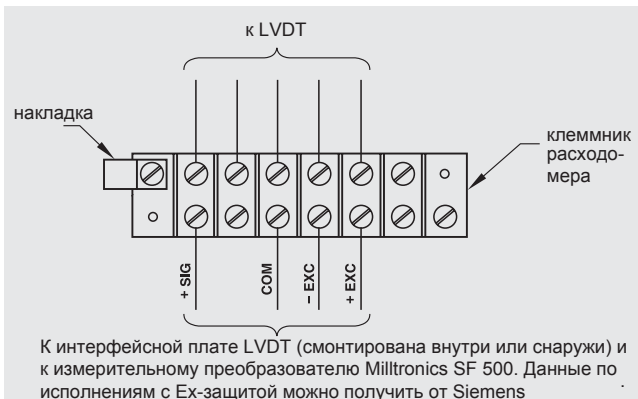 к LVDT
накладка
клеммник
расходо-
мера
+ SIG
COM
– EXC
+ EXC
К интерфейсной плате LVDT (смонтирована внутри или снаружи) и
к измерительному преобразователю Milltronics SF 500. Данные по
исполнениям с Ex-защитой можно получить от Siemens